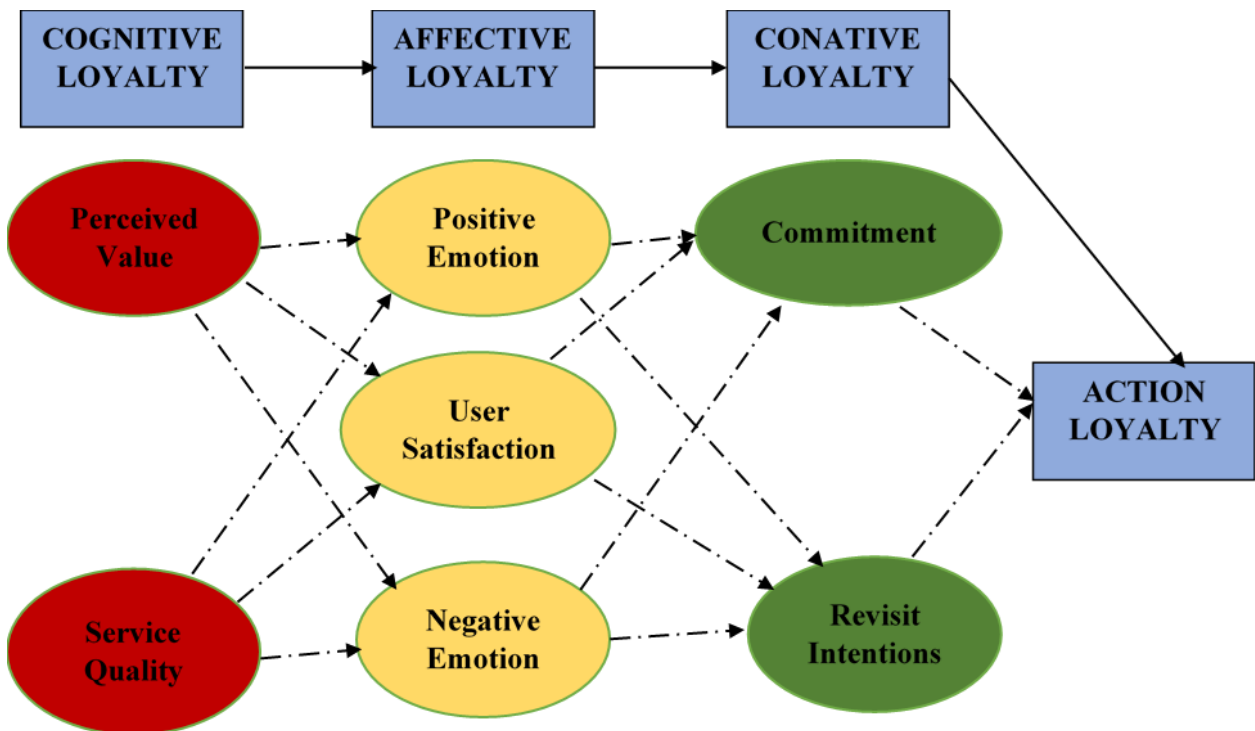 COGNITIVE
LOYALTY
AFFECTIVE
LOYALTY
CONATIVE
LOYALTY
Perceived
Value
Positive
Emotion
Commitment
User
Satisfaction
ACTION
LOYALTY
Service
Quality
Negative
Emotion
Revisit
Intentions